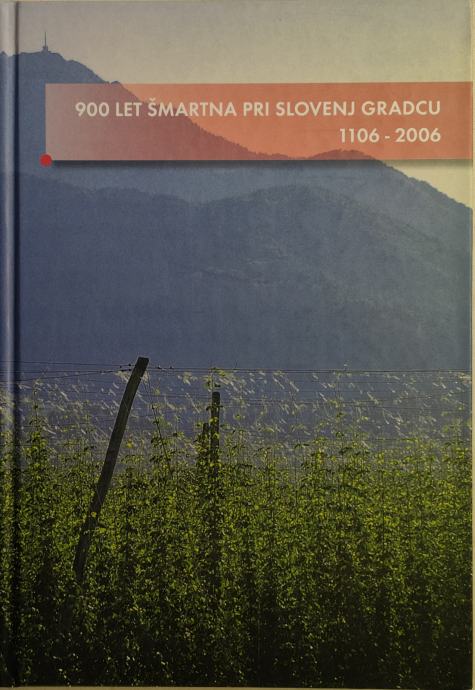 900 LET ŠMARTNA PRI SLOVENJ GRADCU
1106 - 2006